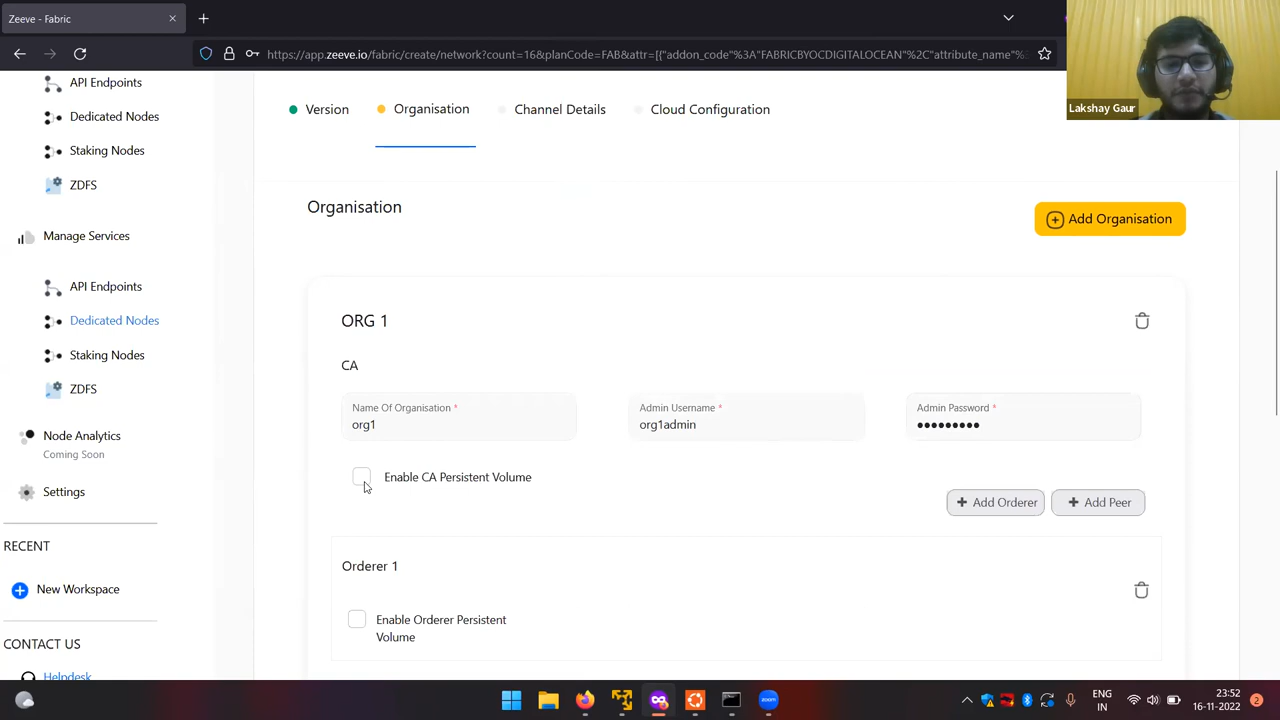 Zeeve - Fabric
https://app.zeeve.io/fabric/create/network?count=16&planCode=FAB&attr=[{"addon_code"%3A"FABRICBYOCDIGITALOCEAN"%2C"attribute_name"%
Lakshay Gaur
API Endpoints
Dedicated Nodes
Staking Nodes
ZDFS
Manage Services
API Endpoints
Dedicated Nodes
Staking Nodes
ZDFS
Node Analytics
Coming Soon
Settings
RECENT
New Workspace
CONTACT US
Helpdesk
Version
Organisation
Channel Details
Cloud Configuration
Organisation
Add Organisation
ORG 1
CA
Name Of Organisation *
org1
Admin Username *
org1admin
Admin Password *
•••••••••
Enable CA Persistent Volume
Add Orderer
Add Peer
Orderer 1
Enable Orderer Persistent
Volume
zoom
ENG
IN
23:52
16-11-2022
2